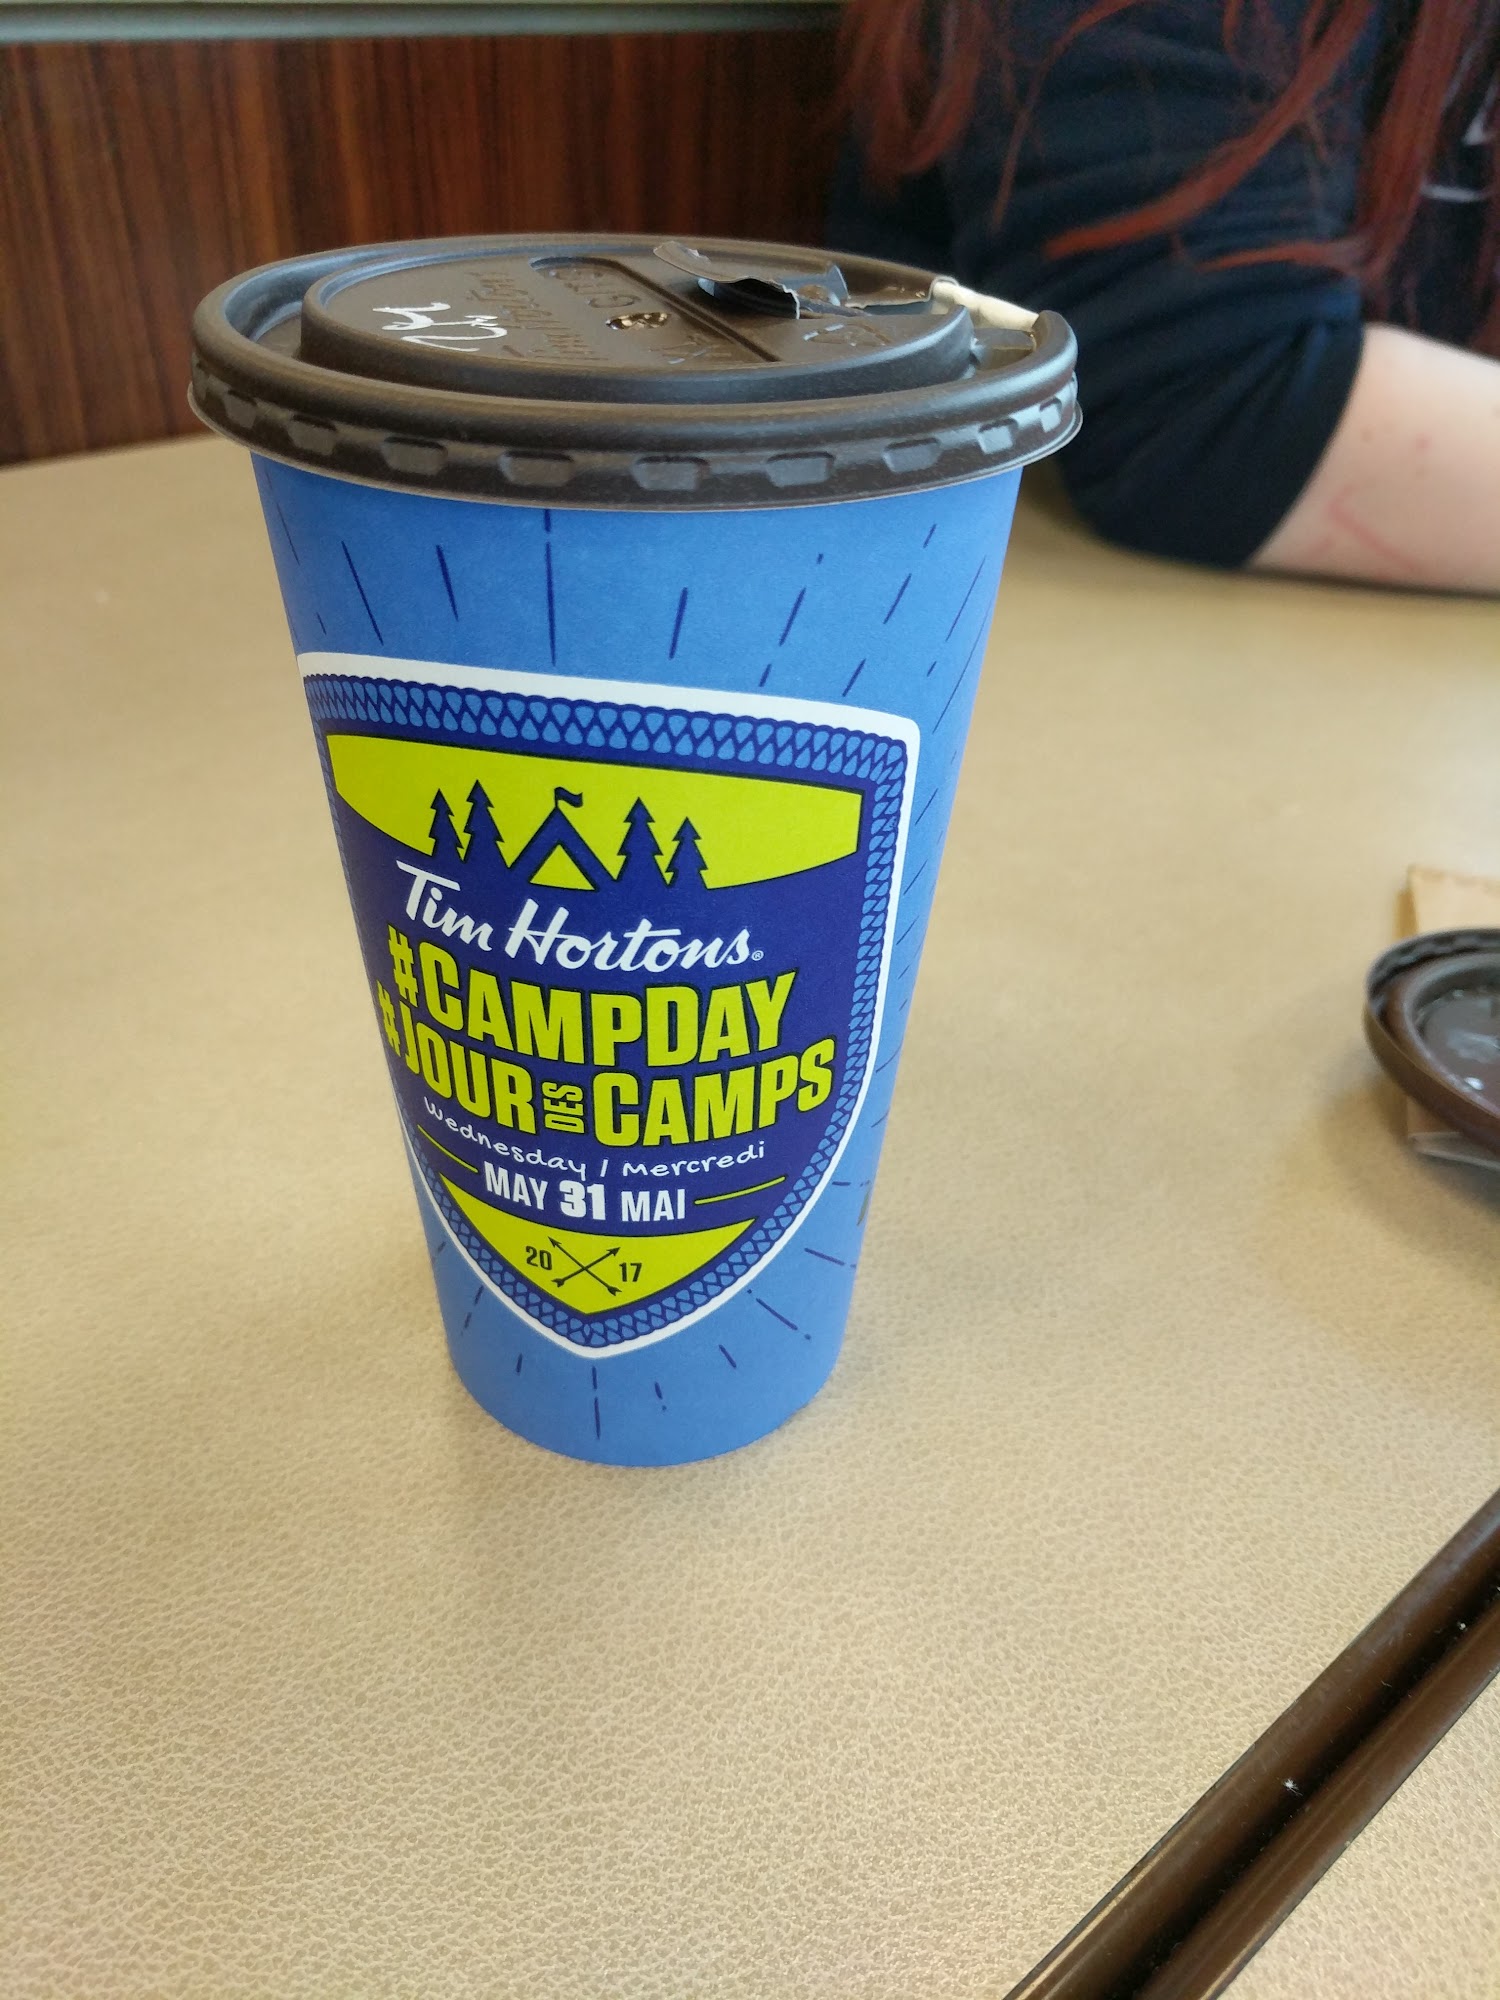 Tim Hortons®
#CAMPDAY
#JOUR DES CAMPS
Wednesday / Mercredi
MAY 31 MAI
20 17